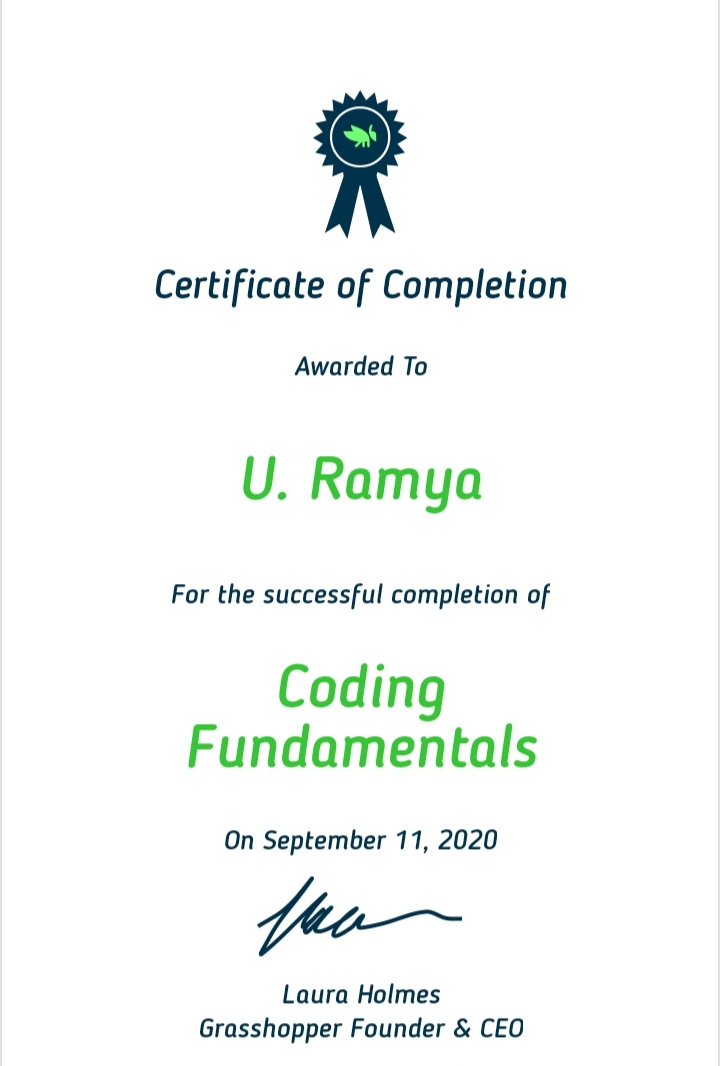 Certificate of Completion
Awarded To
U. Ramya
For the successful completion of
Coding
Fundamentals
On September 11, 2020
Laura Holmes
Grasshopper Founder & CEO